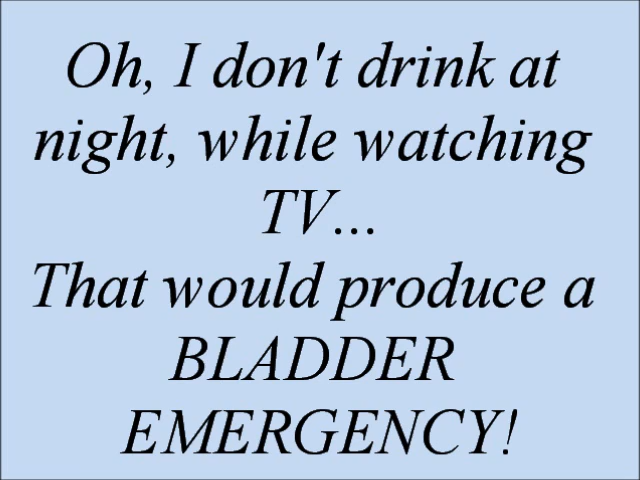 Oh, I don't drink at
night, while watching
TV...
That would produce a
BLADDER
EMERGENCY!